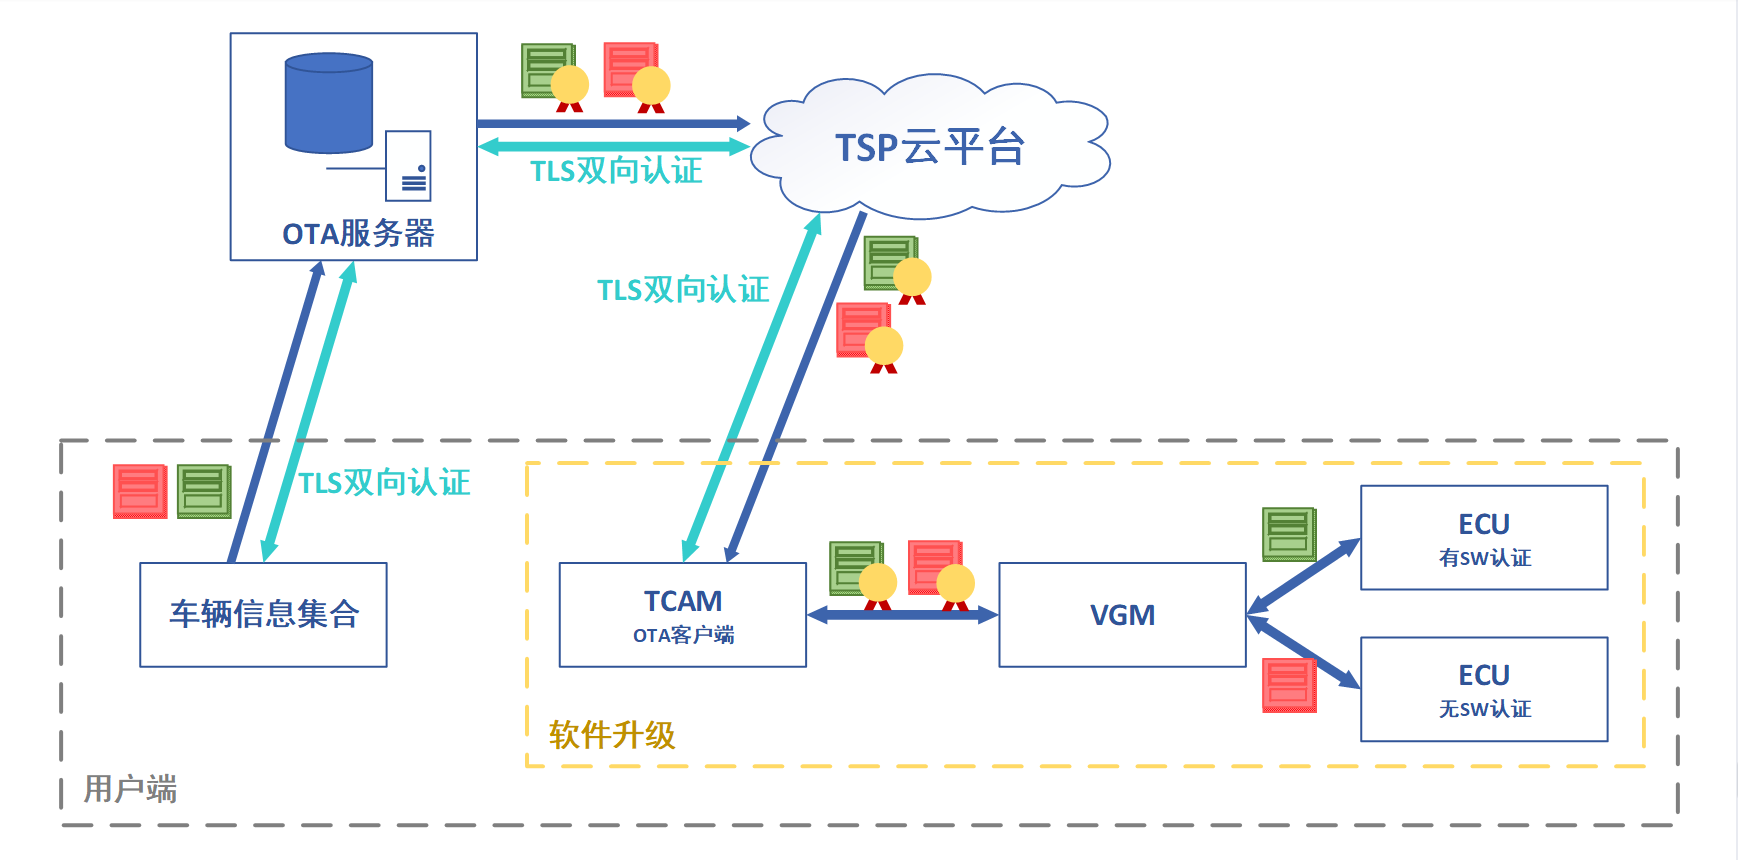 TSP云平台
TLS双向认证
OTA服务器
TLS双向认证
TLS双向认证
ECU
有SW认证
TCAM
OTA客户端
车辆信息集合
VGM
ECU
无SW认证
软件升级
用户端